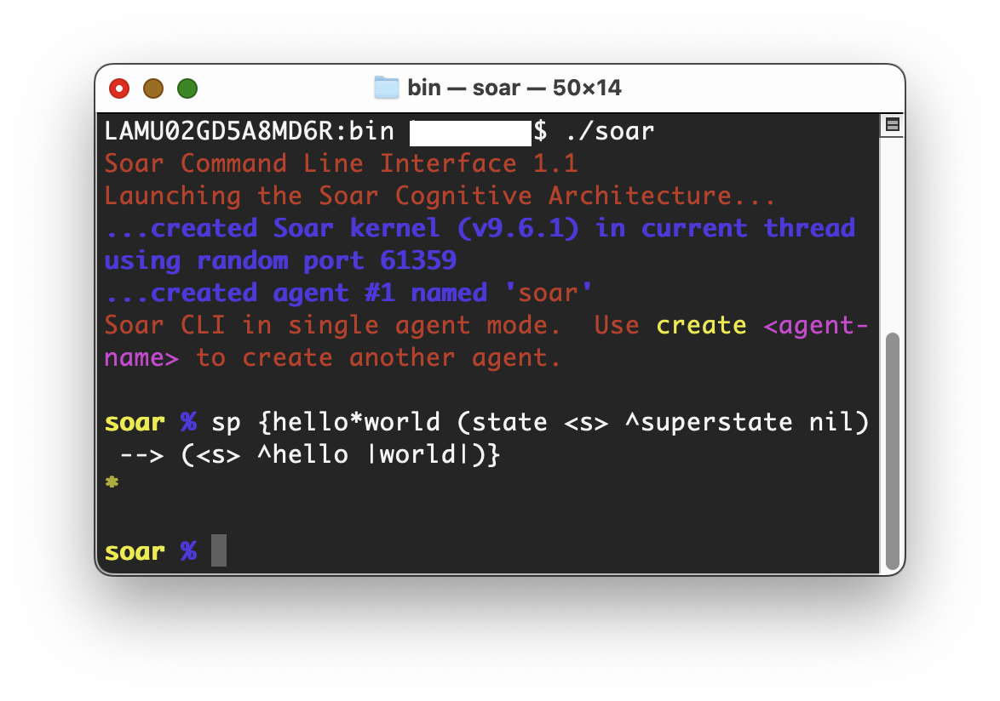 bin — soar — 50×14
LAMU02GD5A8MD6R:bin $ ./soar
Soar Command Line Interface 1.1
Launching the Soar Cognitive Architecture...
...created Soar kernel (v9.6.1) in current thread
using random port 61359
...created agent #1 named 'soar'
Soar CLI in single agent mode.  Use create <agent-
name> to create another agent.
soar % sp {hello*world (state <s> ^superstate nil)
 --> (<s> ^hello |world|)}
*
soar %